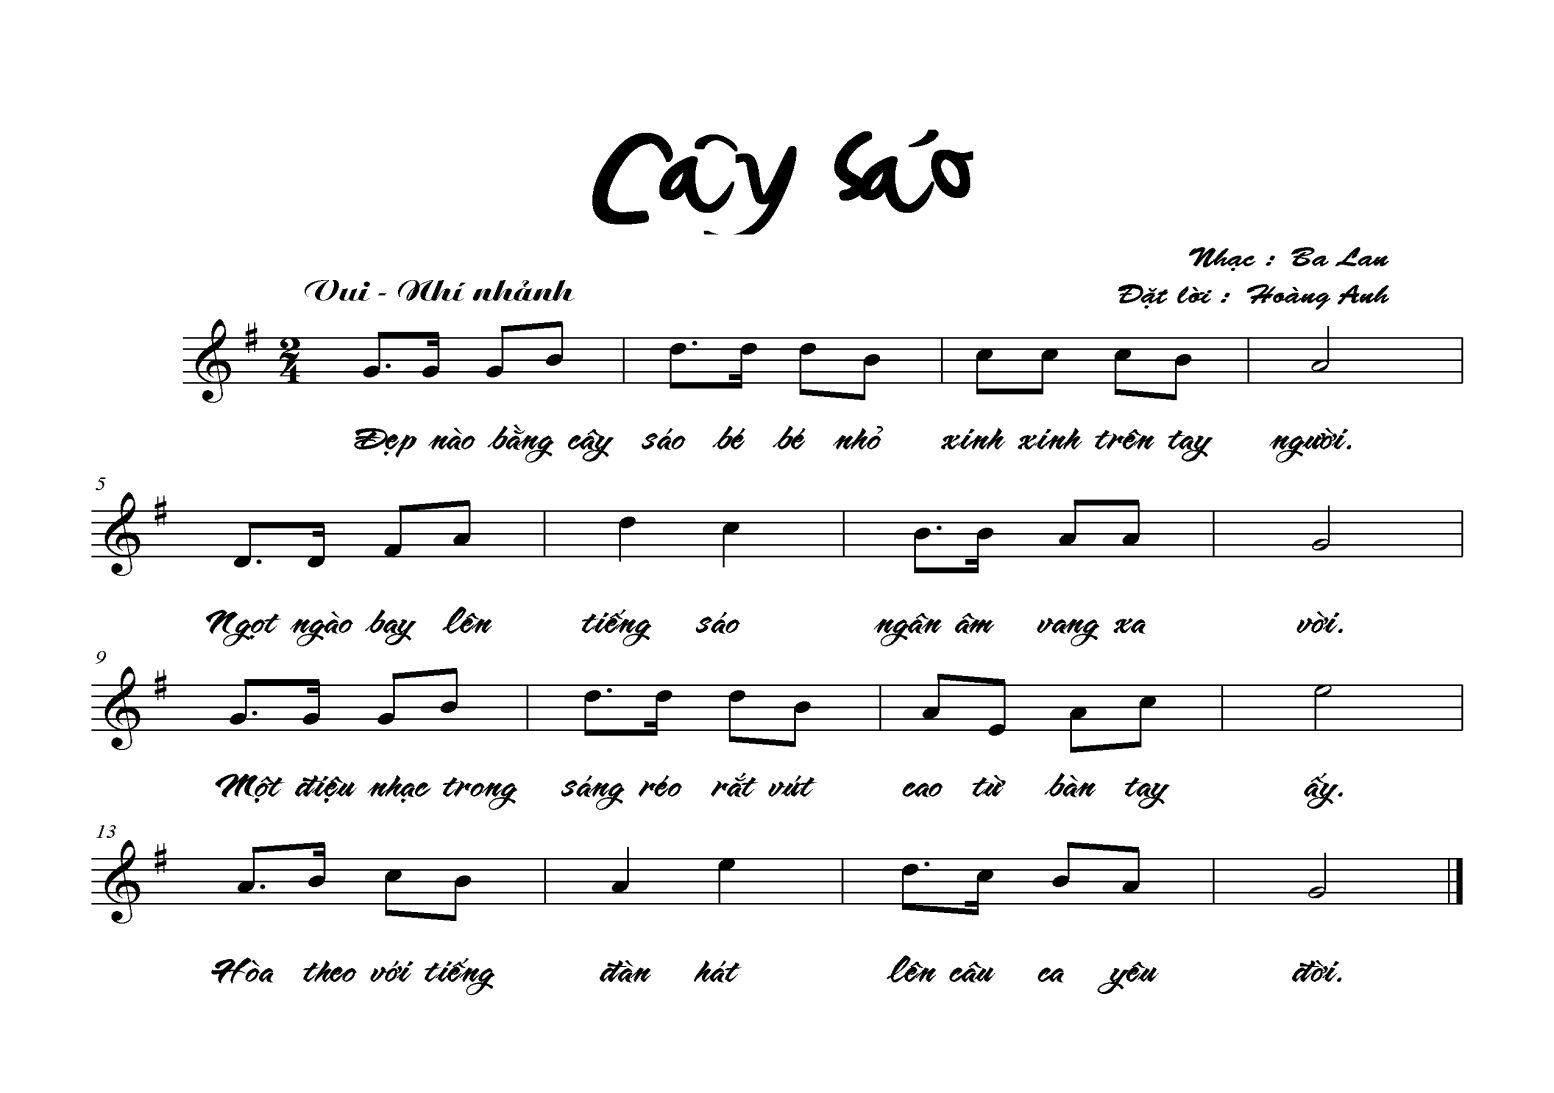 Cây sáo
Nhạc : Ba Lan
Vui - Nhí nhảnh
Đặt lời : Hoàng Anh
2
4
Đẹp nào bằng cây sáo bé bé nhỏ xinh xinh trên tay người.
5
Ngọt ngào bay lên tiếng sáo ngân âm vang xa vời.
9
Một điệu nhạc trong sáng réo rắt vút cao từ bàn tay ấy.
13
Hòa theo với tiếng đàn hát lên câu ca yêu đời.